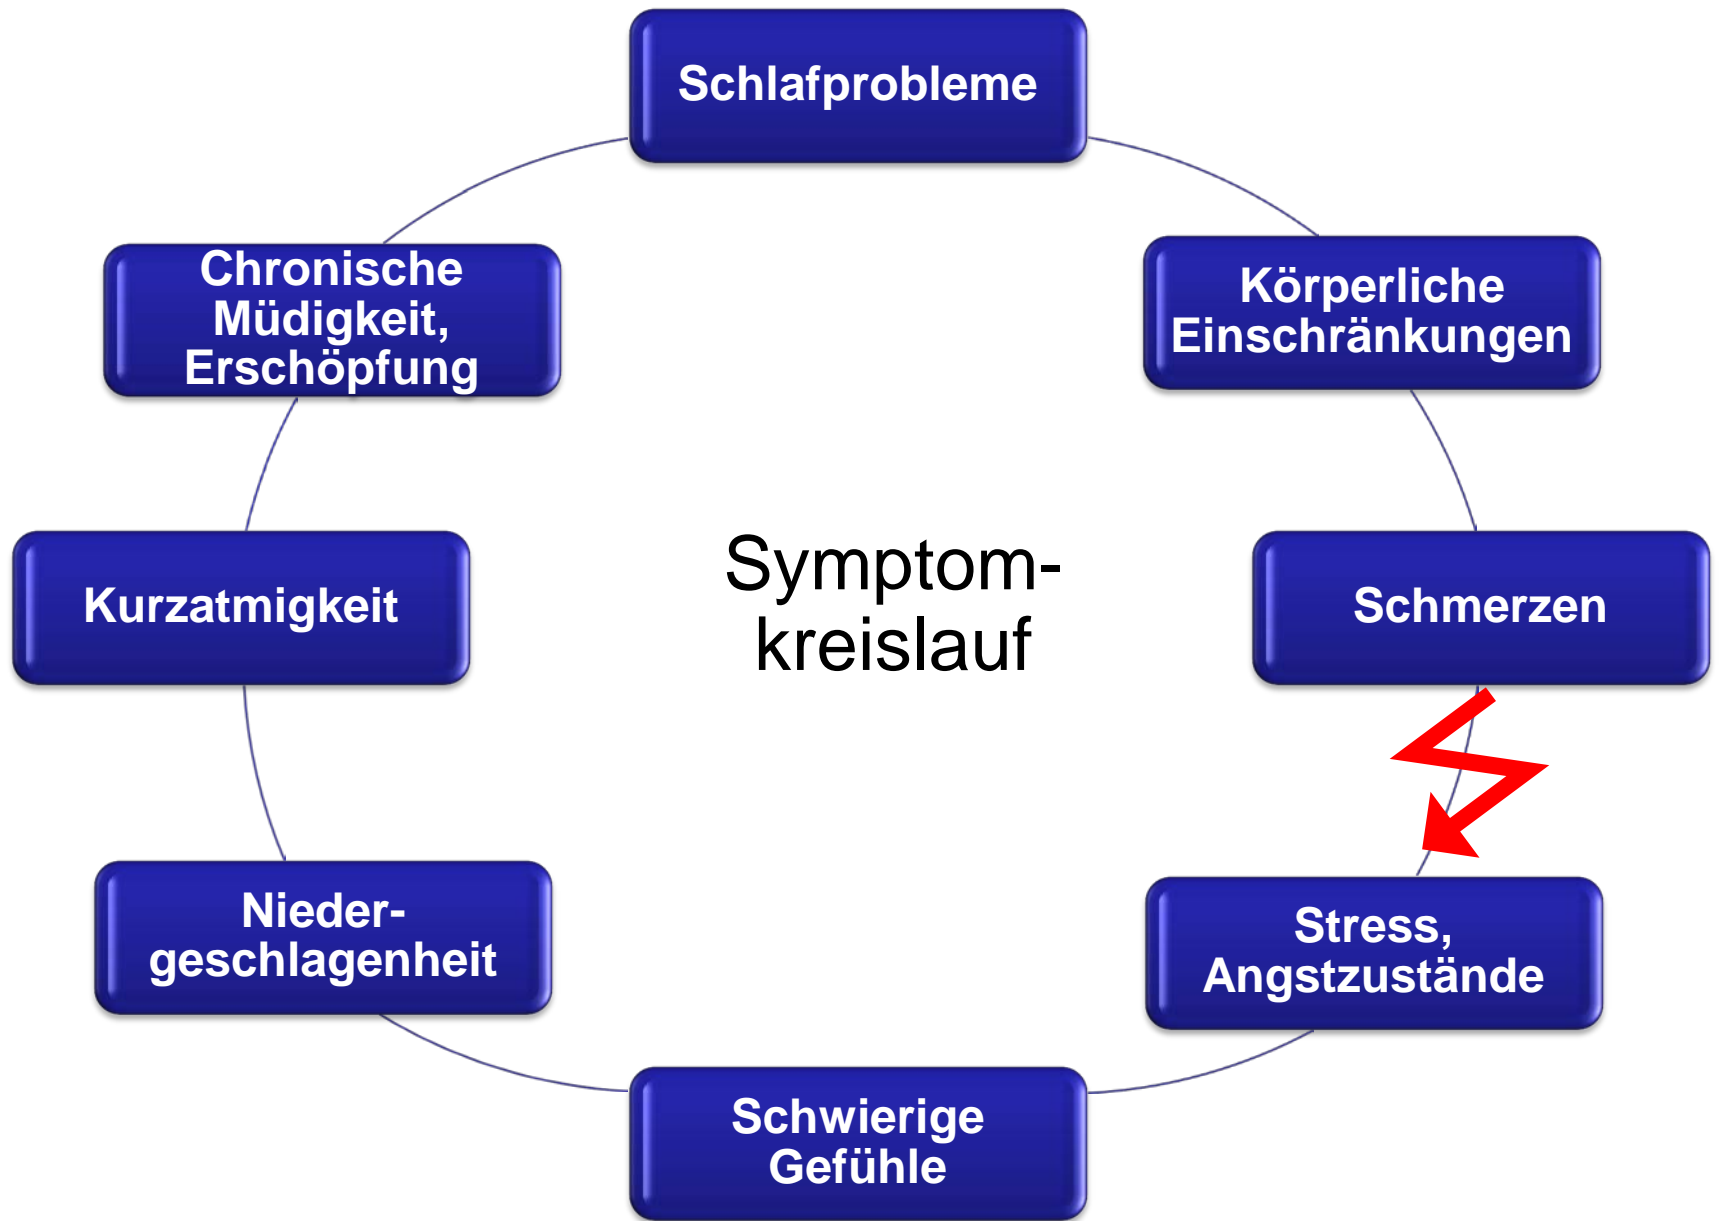 Schlafprobleme
Körperliche
Einschränkungen
Schmerzen
Stress,
Angstzustände
Schwierige
Gefühle
Nieder-
geschlagenheit
Kurzatmigkeit
Chronische
Müdigkeit,
Erschöpfung
Symptom-
kreislauf